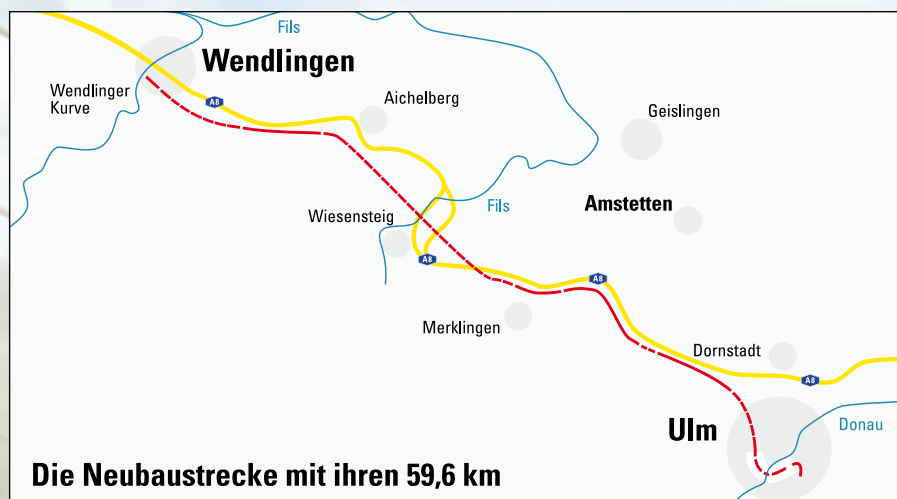 Fils
Wendlingen
Wendlinger
Kurve
A8
Aichelberg
Geislingen
Wiesensteig
Fils
Amstetten
A8
A8
Merklingen
Dornstadt
A8
Ulm
Donau
Die Neubaustrecke mit ihren 59,6 km